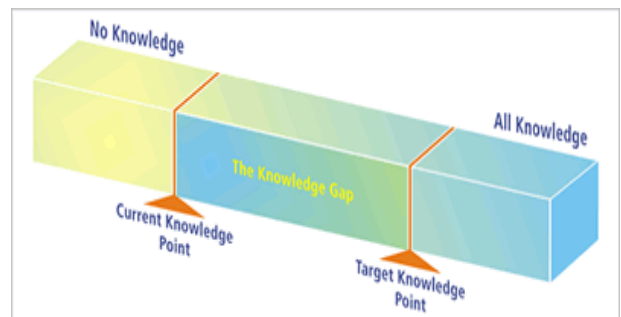 No Knowledge
All Knowledge
The Knowledge Gap
Current Knowledge
Point
Target Knowledge
Point